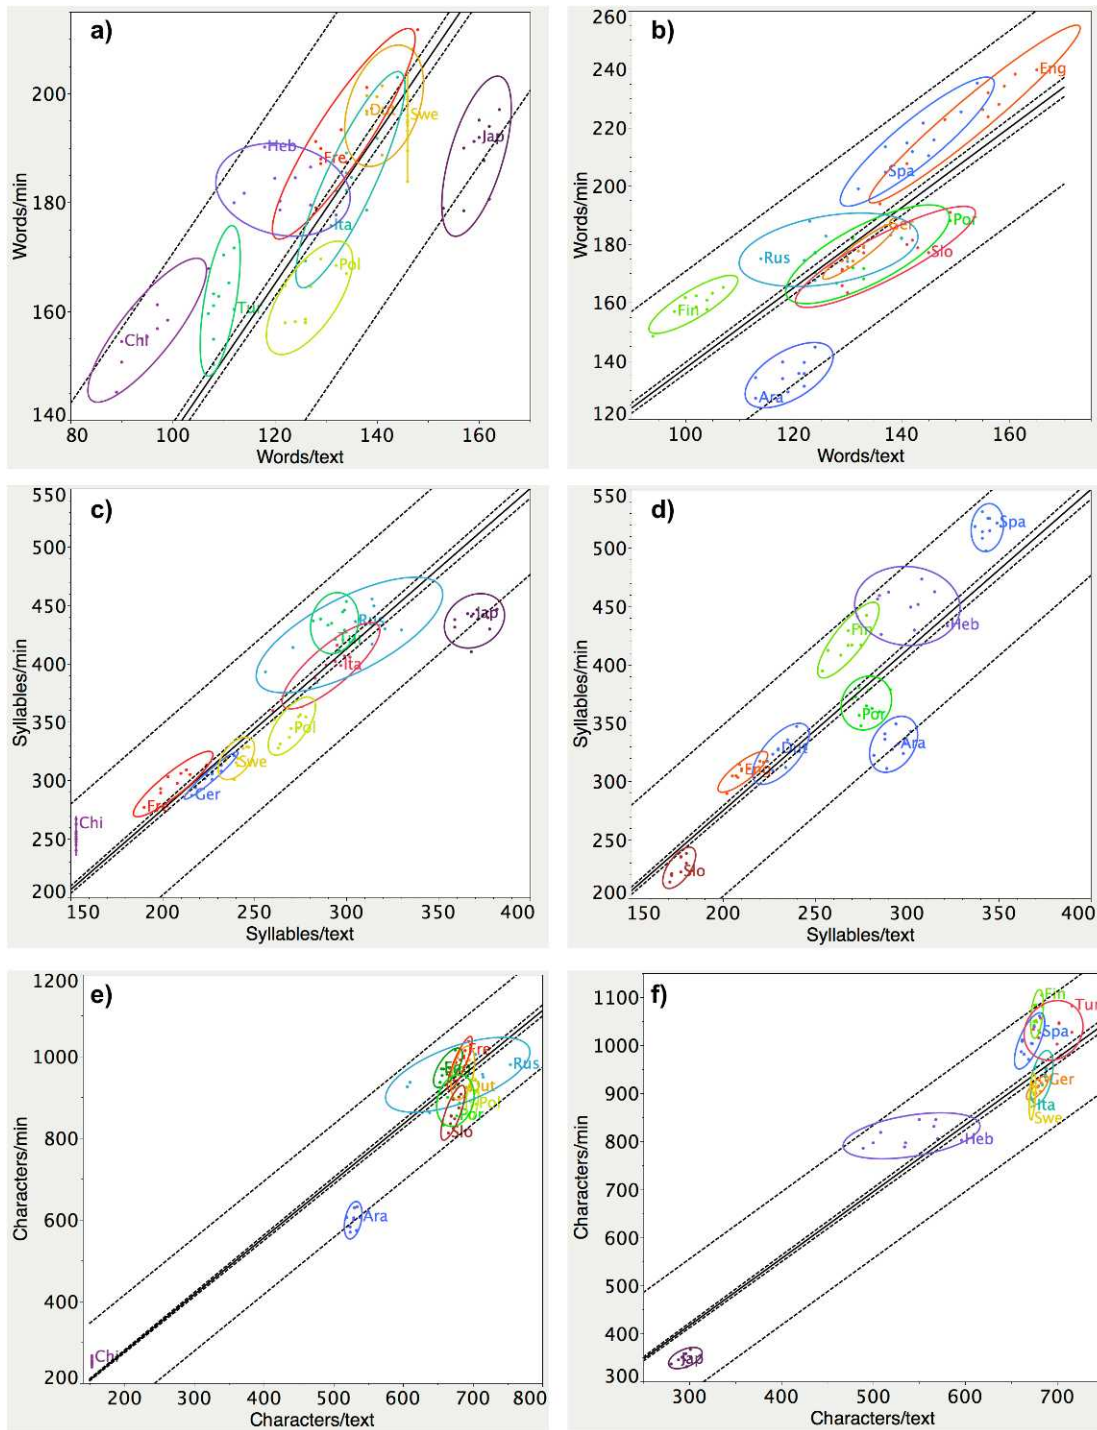 a)
Words/min
200
180
160
140
Heb
Fre
Dut
Swe
Jap
Ita
Pol
Tur
Chi
80
100
120
140
160
Words/text
b)
Words/min
260
240
220
200
180
160
140
120
Eng
Spa
Ger
Por
Rus
Slo
Fin
Ara
100
120
140
160
Words/text
c)
Syllables/min
550
500
450
400
350
300
250
200
Jap
Rus
Tur
Ita
Pol
Swe
Ger
Fre
Chi
150
200
250
300
350
400
Syllables/text
d)
Syllables/min
550
500
450
400
350
300
250
200
Spa
Heb
Fin
Por
Ara
Dut
Eng
Slo
150
200
250
300
350
400
Syllables/text
e)
Characters/min
1200
1000
800
600
400
200
Fre
Rus
Dut
Pol
Por
Slo
Ara
Chi
200
300
400
500
600
700
800
Characters/text
f)
Characters/min
1100
1000
900
800
700
600
500
400
300
Fin
Tur
Spa
Ger
Ita
Swe
Heb
Jap
300
400
500
600
700
Characters/text